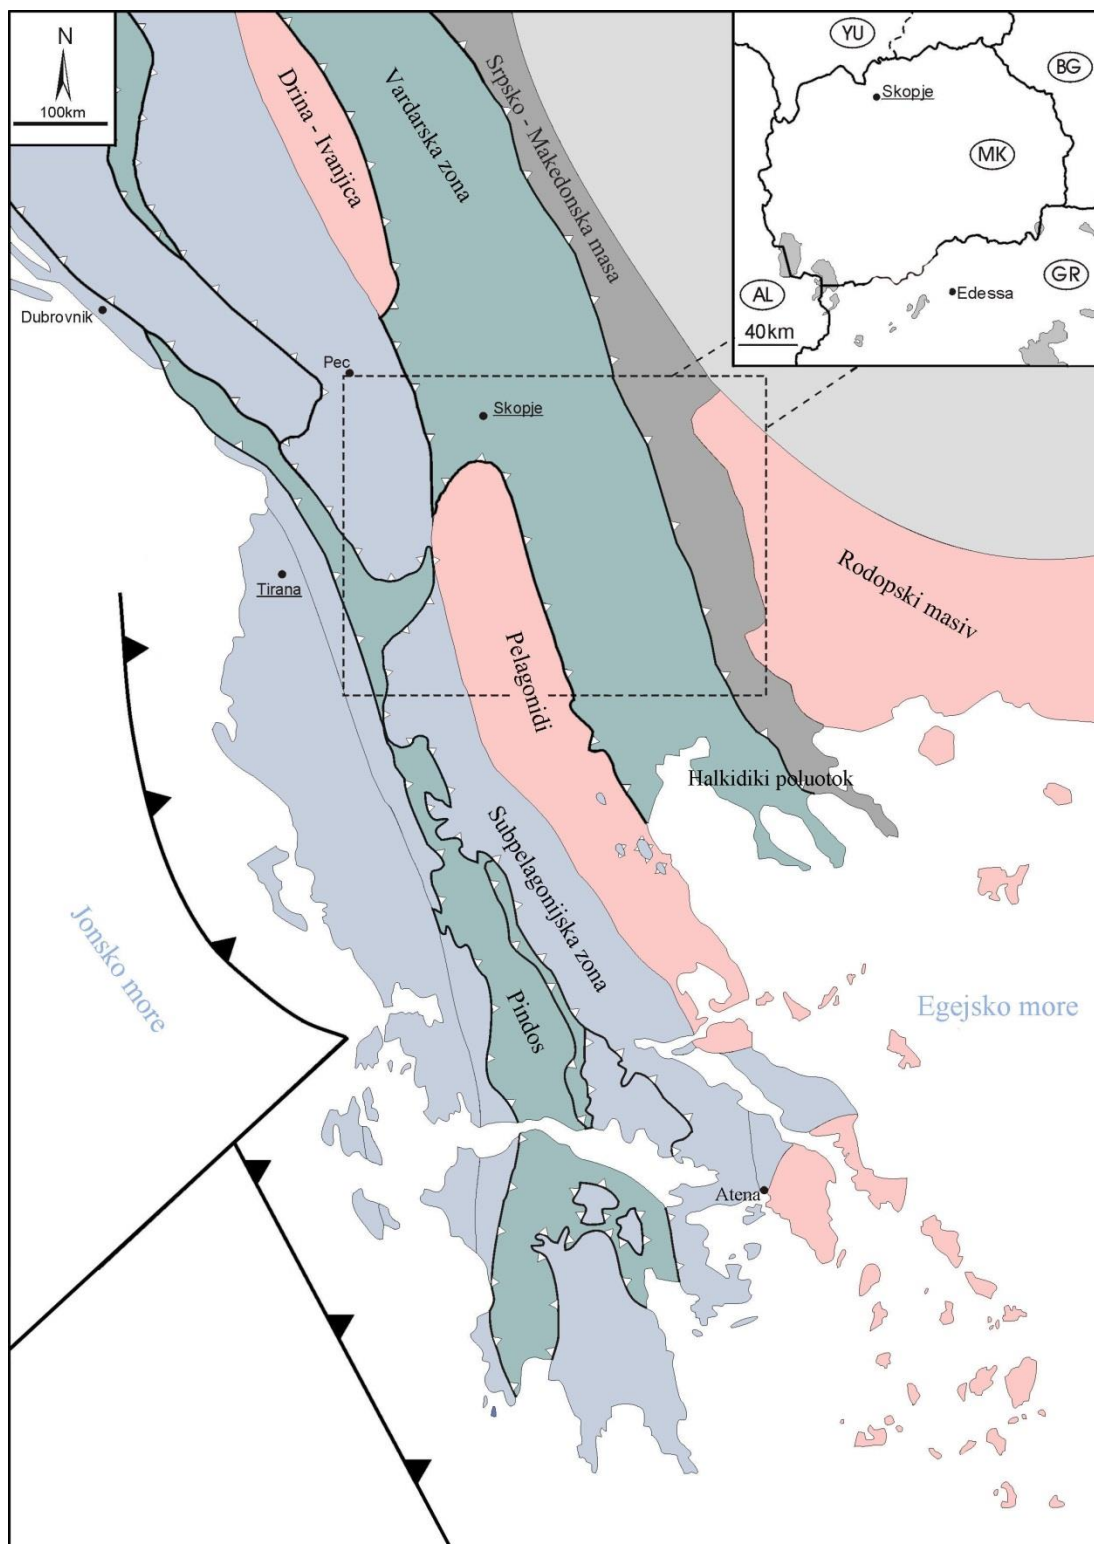 N
100km
YU
BG
Skopje
MK
GR
AL
Edessa
40km
Drina - Ivanjica
Vardarska zona
Srpsko - Makedonska masa
Dubrovnik
Pec
Skopje
Rodopski masiv
Tirana
Pelagonidi
Halkidiki poluotok
Subpelagonijska zona
Jonsko more
Pindos
Egejsko more
Atena